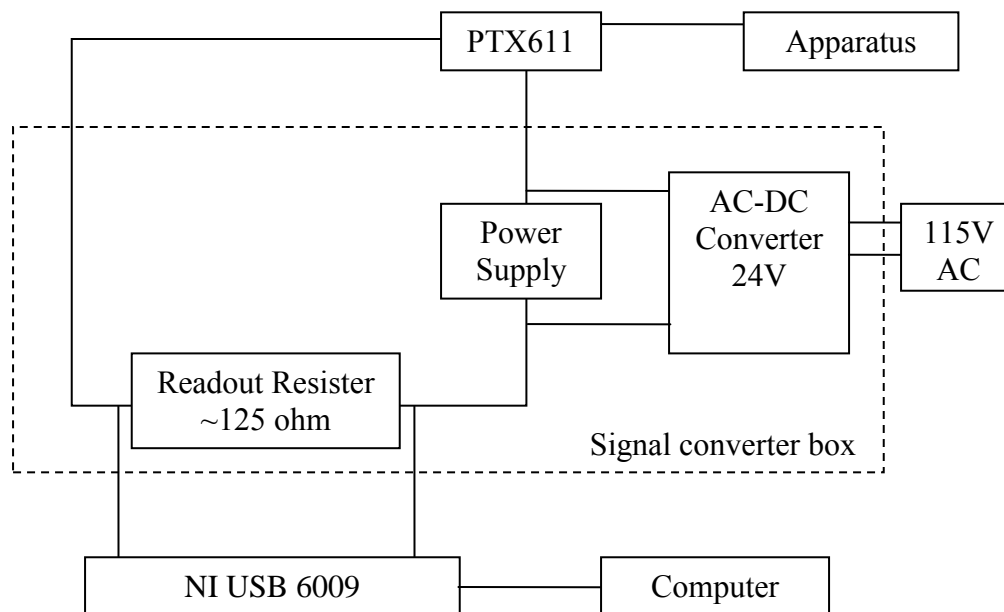 PTX611
Apparatus
Power
Supply
AC-DC
Converter
24V
115V
AC
Readout Resister
~125 ohm
Signal converter box
NI USB 6009
Computer